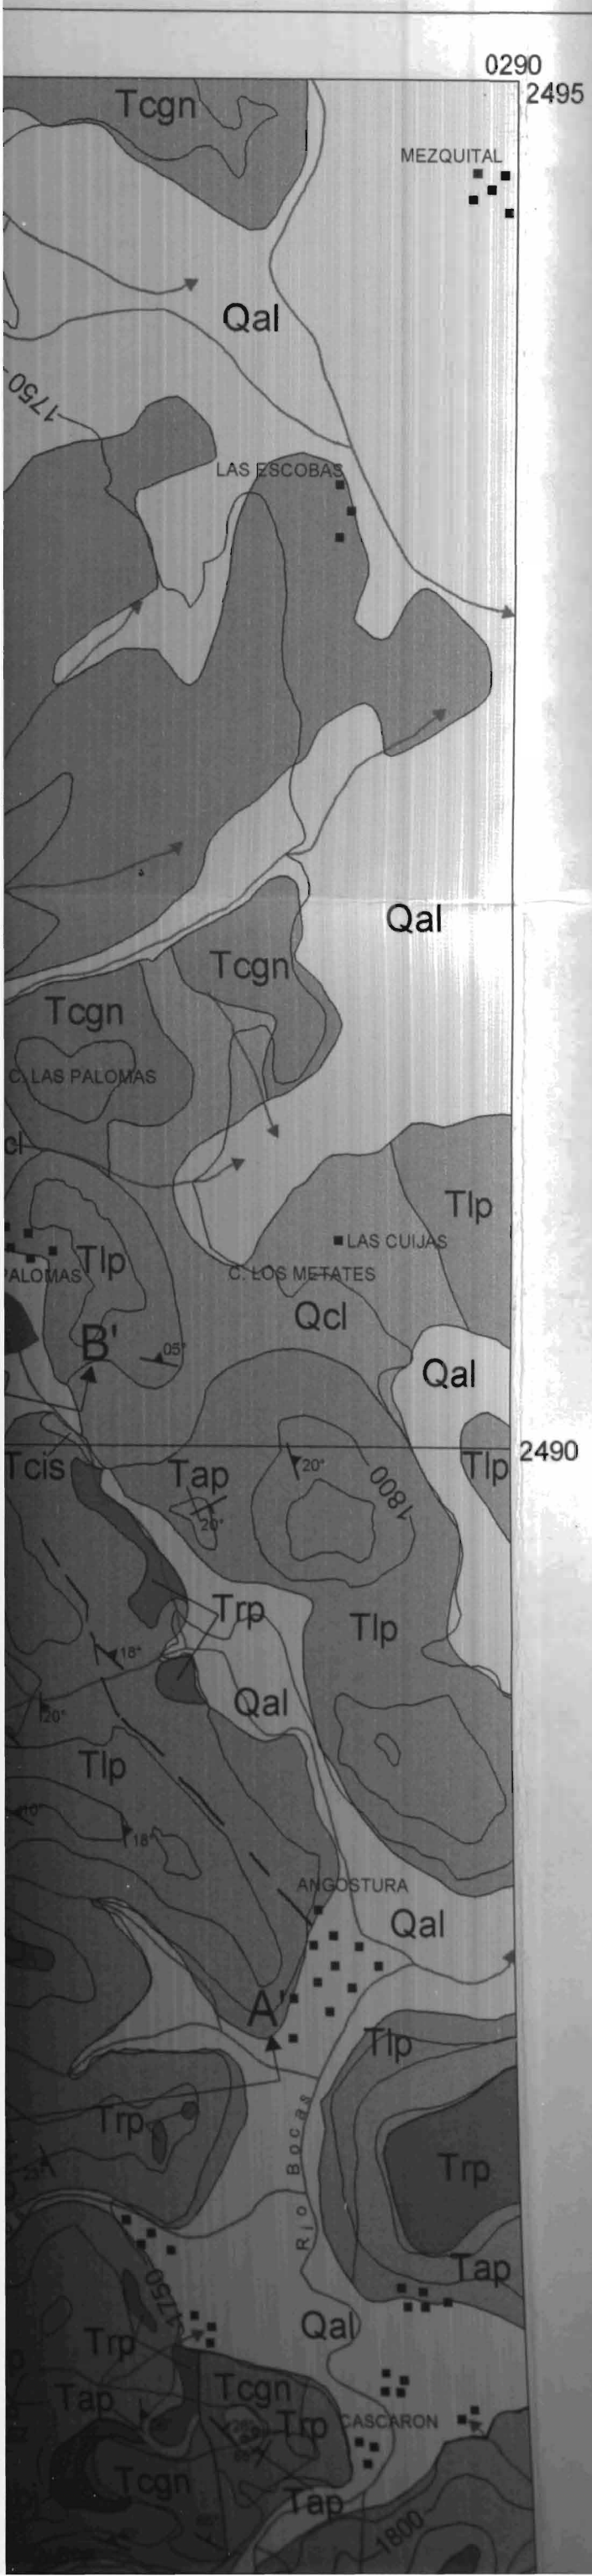 0290
2495
Tcgn
MEZQUITAL
Qal
1750
LAS ESCOBAS
Qal
Tcgn
Tcgn
C. LAS PALOMAS
cl
Tlp
LAS CUIJAS
Tlp
PALOMAS
C. LOS METATES
Qcl
B'
05°
Qal
2490
Tcis
Tap
20°
1800
Tlp
20°
Trp
Tlp
18°
Qal
20°
Tlp
10°
18°
ANGOSTURA
Qal
A'
Tlp
Rio Bocas
Trp
Trp
Tap
1750
Qal
Trp
Tcgn
Tap
Trp
CASCARON
Tcgn
Tap
1800